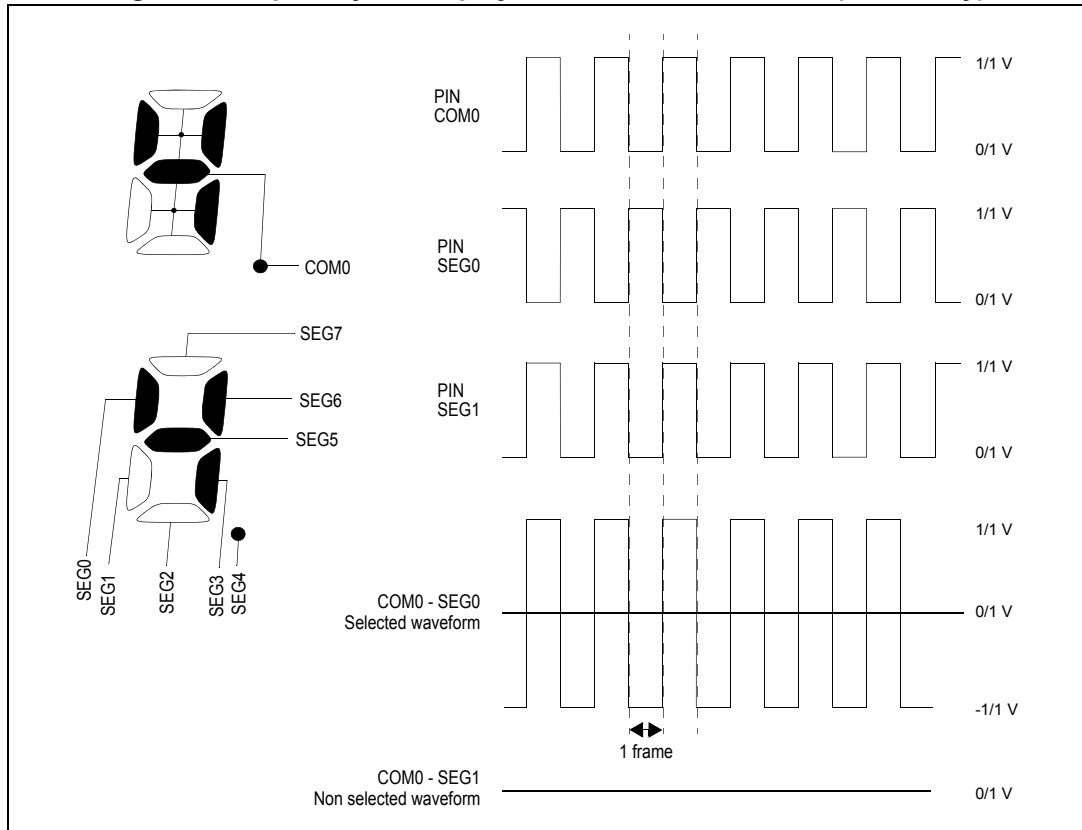 PIN
COM0
1/1 V
0/1 V
PIN
SEG0
1/1 V
0/1 V
COM0
SEG7
SEG6
SEG5
SEG0
SEG1
SEG2
SEG3
SEG4
PIN
SEG1
1/1 V
0/1 V
COM0 - SEG0
Selected waveform
1/1 V
0/1 V
-1/1 V
1 frame
COM0 - SEG1
Non selected waveform
0/1 V